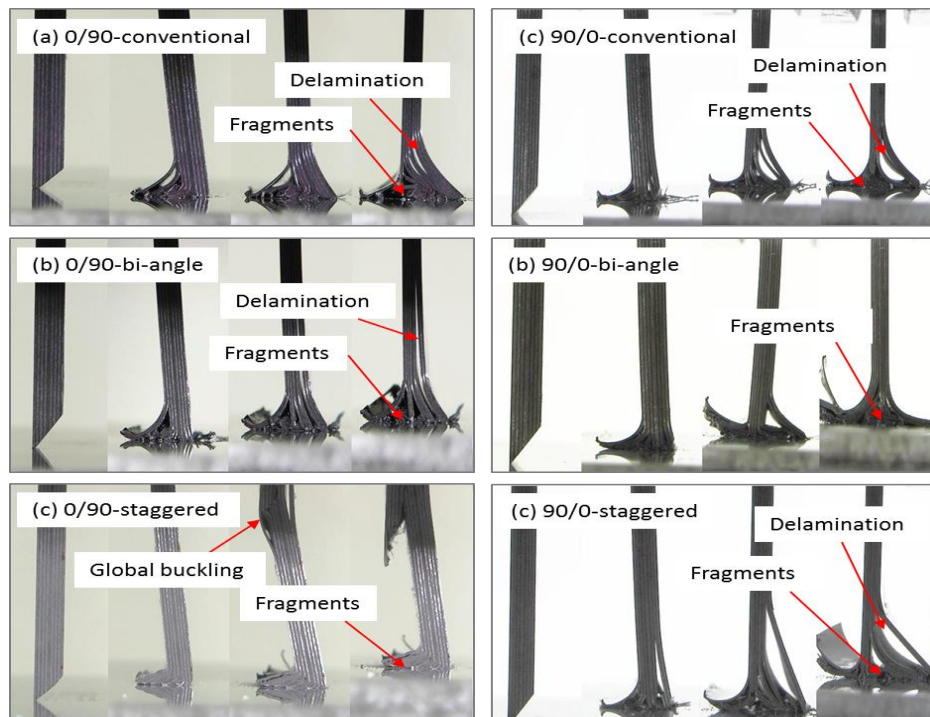 (a) 0/90-conventional
Delamination
Fragments
(c) 90/0-conventional
Delamination
Fragments
(b) 0/90-bi-angle
Delamination
Fragments
(b) 90/0-bi-angle
Fragments
(c) 0/90-staggered
Global buckling
Fragments
(c) 90/0-staggered
Delamination
Fragments